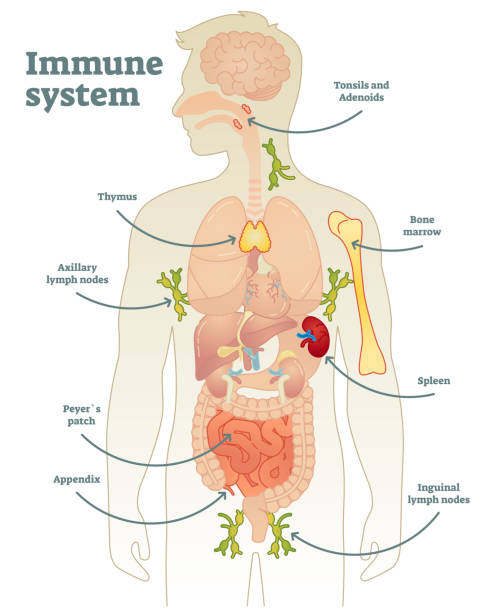 Immune
system
Tonsils and
Adenoids
Thymus
Bone
marrow
Axillary
lymph nodes
Spleen
Peyer`s
patch
Appendix
Inguinal
lymph nodes